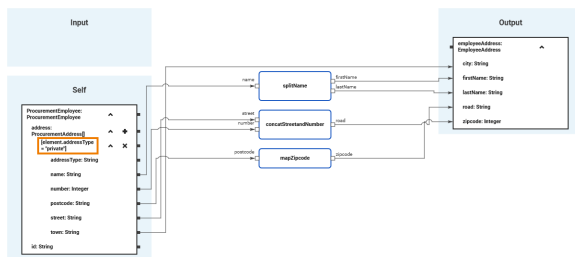 Input
Output
Self
ProcurementEmployee:
ProcurementEmployee
address:
ProcurementAddress[]
[element.addressType
= "private"]
addressType: String
name: String
number: Integer
postcode: String
street: String
town: String
id: String
name
splitName
firstName
lastName
street
number
concatStreetandNumber
road
postcode
mapZipcode
zipcode
employeeAddress:
EmployeeAddress
city: String
firstName: String
lastName: String
road: String
zipcode: Integer